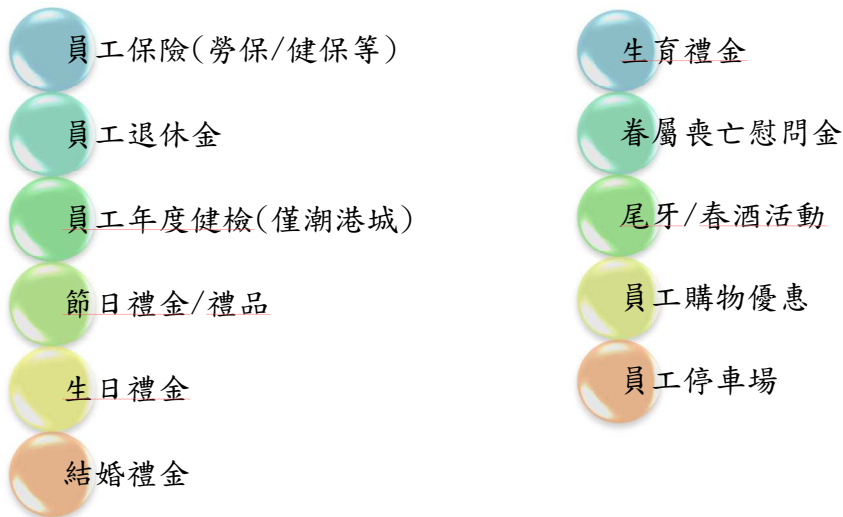 員工保險(勞保/健保等)
員工退休金
員工年度健檢(僅潮港城)
節日禮金/禮品
生日禮金
結婚禮金
生育禮金
眷屬喪亡慰問金
尾牙/春酒活動
員工購物優惠
員工停車場